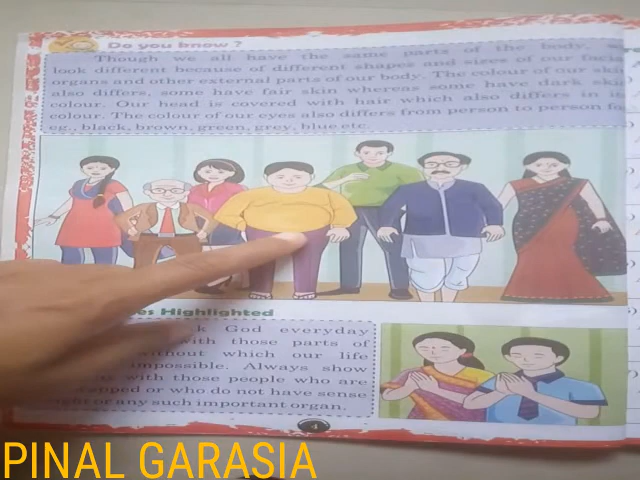 Do you know ?
Though we all have the same parts of the body,
look different because of different shapes and sizes of our
organs and other external parts of our body. The colour of our skin
also differs, some have fair skin whereas some have dark
colour. Our head is covered with hair which also differs in
colour. The colour of our eyes also differs from person to person
eg., black, brown, green, grey, blue etc.
Highlighted
God everyday
with those parts of
without which our life
impossible. Always show
with those people who are
or who do not have sense
or any such important organ.
4
PINAL GARASIA